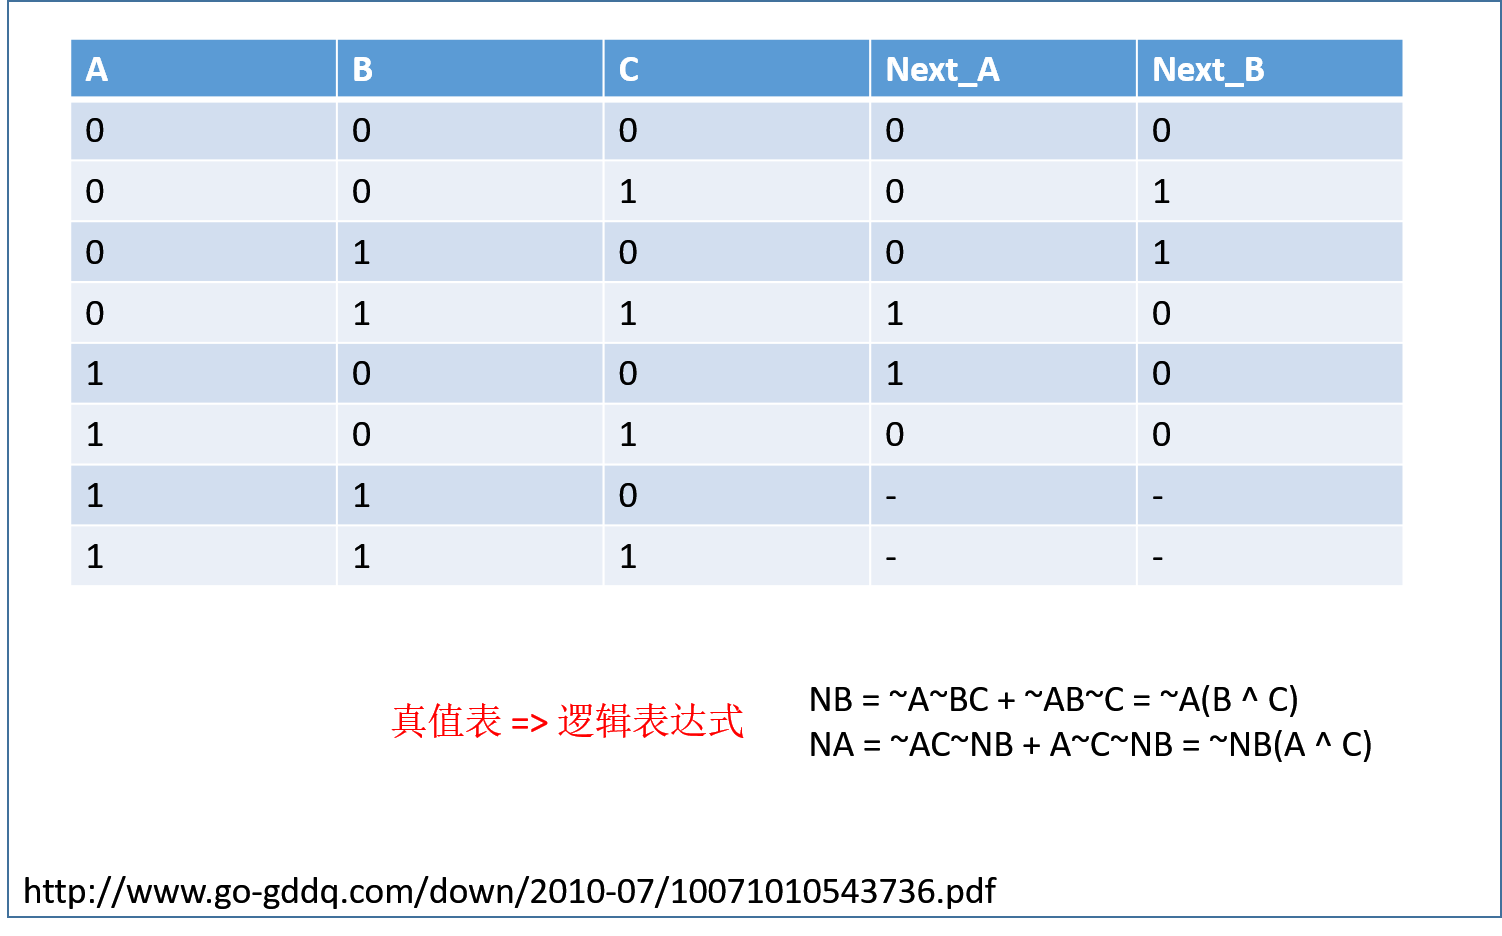 A B C Next_A Next_B
0 0 0 0 0
0 0 1 0 1
0 1 0 0 1
0 1 1 1 0
1 0 0 1 0
1 0 1 0 0
1 1 0 - -
1 1 1 - -
真值表 => 逻辑表达式
NB = ~A~BC + ~AB~C = ~A(B ^ C)
NA = ~AC~NB + A~C~NB = ~NB(A ^ C)
http://www.go-gddq.com/down/2010-07/10071010543736.pdf